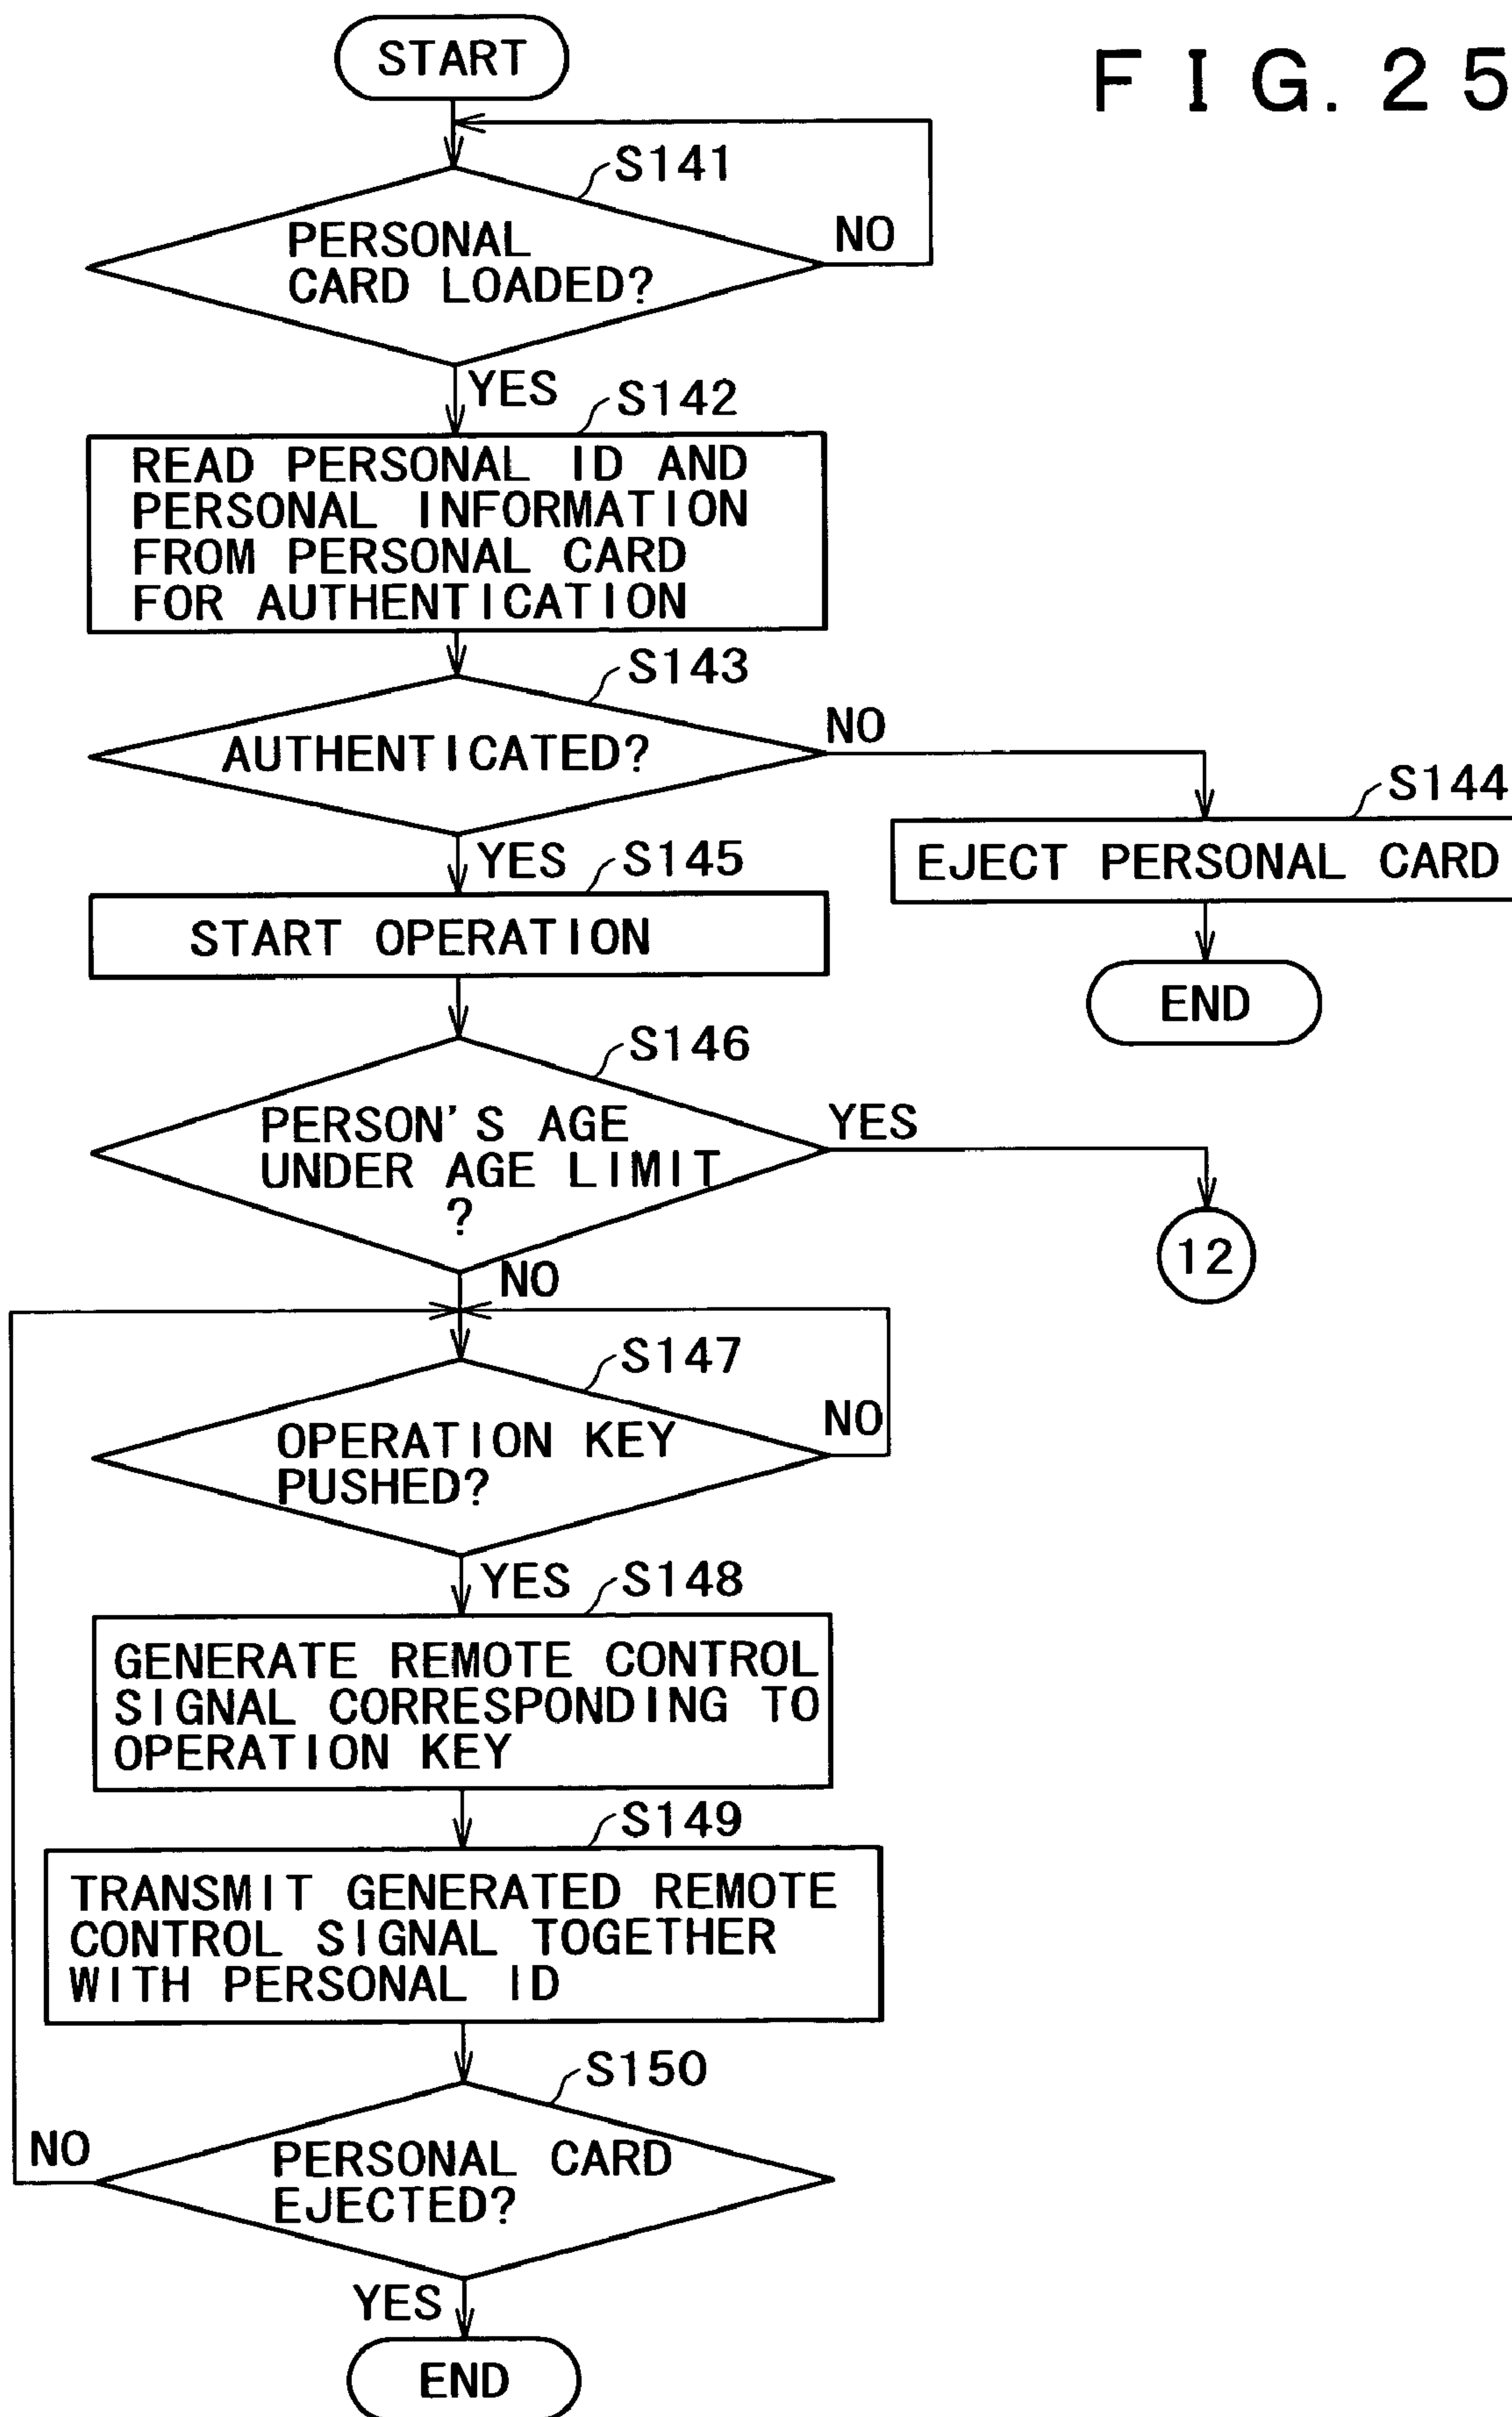 FIG. 25
START
S141
PERSONAL
CARD LOADED?
NO
YES
S142
READ PERSONAL ID AND
PERSONAL INFORMATION
FROM PERSONAL CARD
FOR AUTHENTICATION
S143
AUTHENTICATED?
NO
S144
EJECT PERSONAL CARD
END
YES
S145
START OPERATION
S146
PERSON'S AGE
UNDER AGE LIMIT
?
YES
12
NO
S147
OPERATION KEY
PUSHED?
NO
YES
S148
GENERATE REMOTE CONTROL
SIGNAL CORRESPONDING TO
OPERATION KEY
S149
TRANSMIT GENERATED REMOTE
CONTROL SIGNAL TOGETHER
WITH PERSONAL ID
S150
PERSONAL CARD
EJECTED?
NO
YES
END